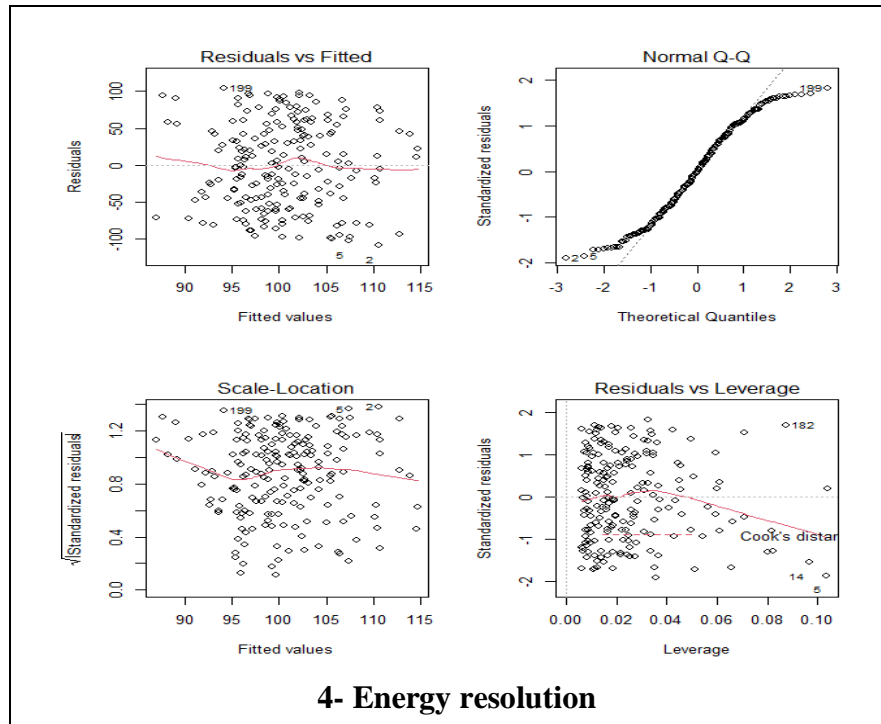 Residuals vs Fitted
Residuals
100
50
0
-50
-100
199
5
2
90 95 100 105 110 115
Fitted values
Normal Q-Q
Standardized residuals
2
1
0
-1
-2
199
2
5
-3 -2 -1 0 1 2 3
Theoretical Quantiles
Scale-Location
√|Standardized residuals|
1.2
0.8
0.4
0.0
199
5
2
90 95 100 105 110 115
Fitted values
Residuals vs Leverage
Standardized residuals
2
1
0
-1
-2
182
Cook's distar
14
5
0.00 0.02 0.04 0.06 0.08 0.10
Leverage
4- Energy resolution